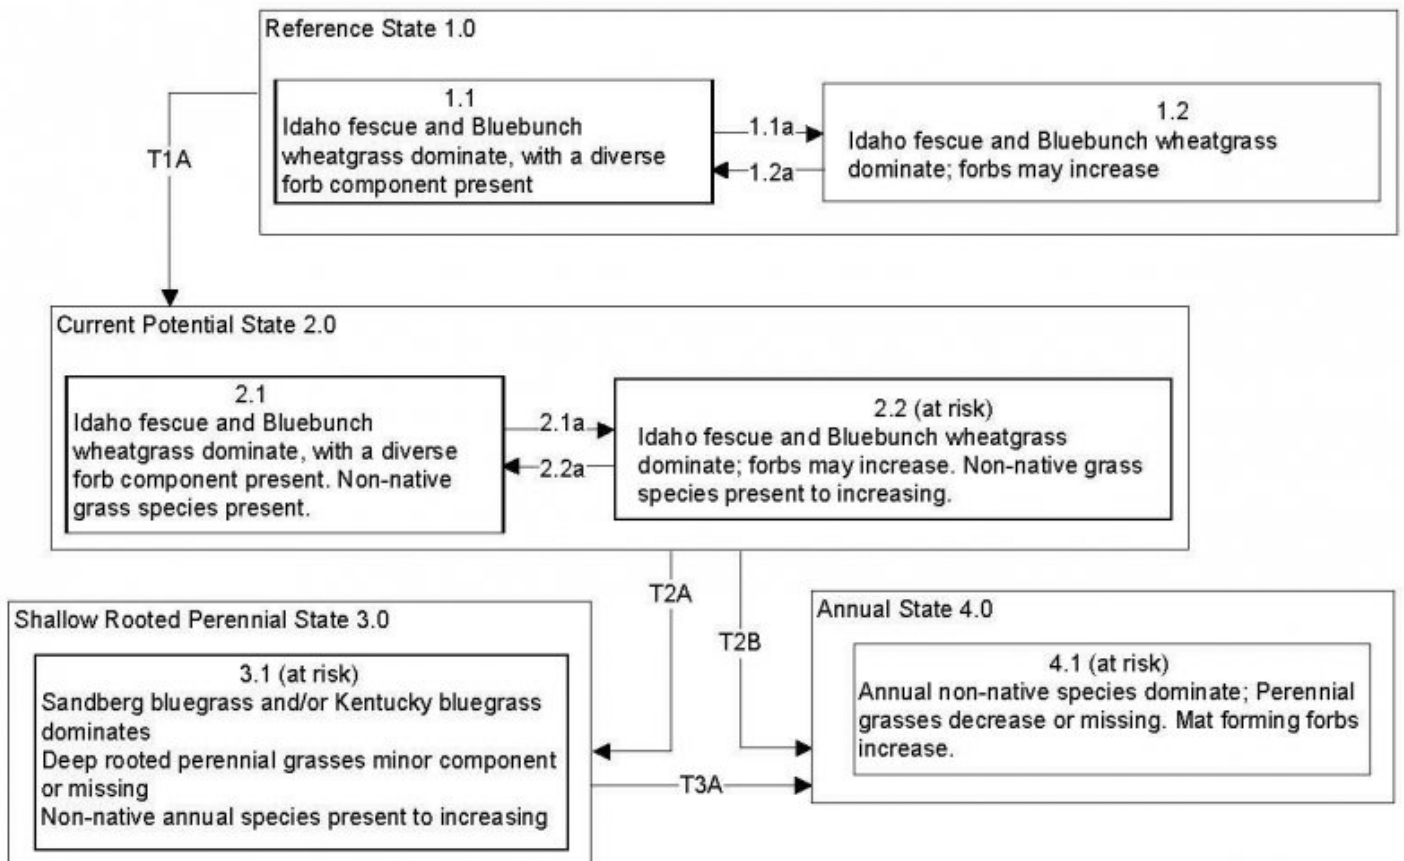 Reference State 1.0
1.1
Idaho fescue and Bluebunch
wheatgrass dominate, with a diverse
forb component present
1.1a
1.2a
1.2
Idaho fescue and Bluebunch wheatgrass
dominate; forbs may increase
T1A
Current Potential State 2.0
2.1
Idaho fescue and Bluebunch
wheatgrass dominate, with a diverse
forb component present. Non-native
grass species present.
2.1a
2.2a
2.2 (at risk)
Idaho fescue and Bluebunch wheatgrass
dominate; forbs may increase. Non-native grass
species present to increasing.
T2A
T2B
Shallow Rooted Perennial State 3.0
3.1 (at risk)
Sandberg bluegrass and/or Kentucky bluegrass
dominates
Deep rooted perennial grasses minor component
or missing
Non-native annual species present to increasing
T3A
Annual State 4.0
4.1 (at risk)
Annual non-native species dominate; Perennial
grasses decrease or missing. Mat forming forbs
increase.